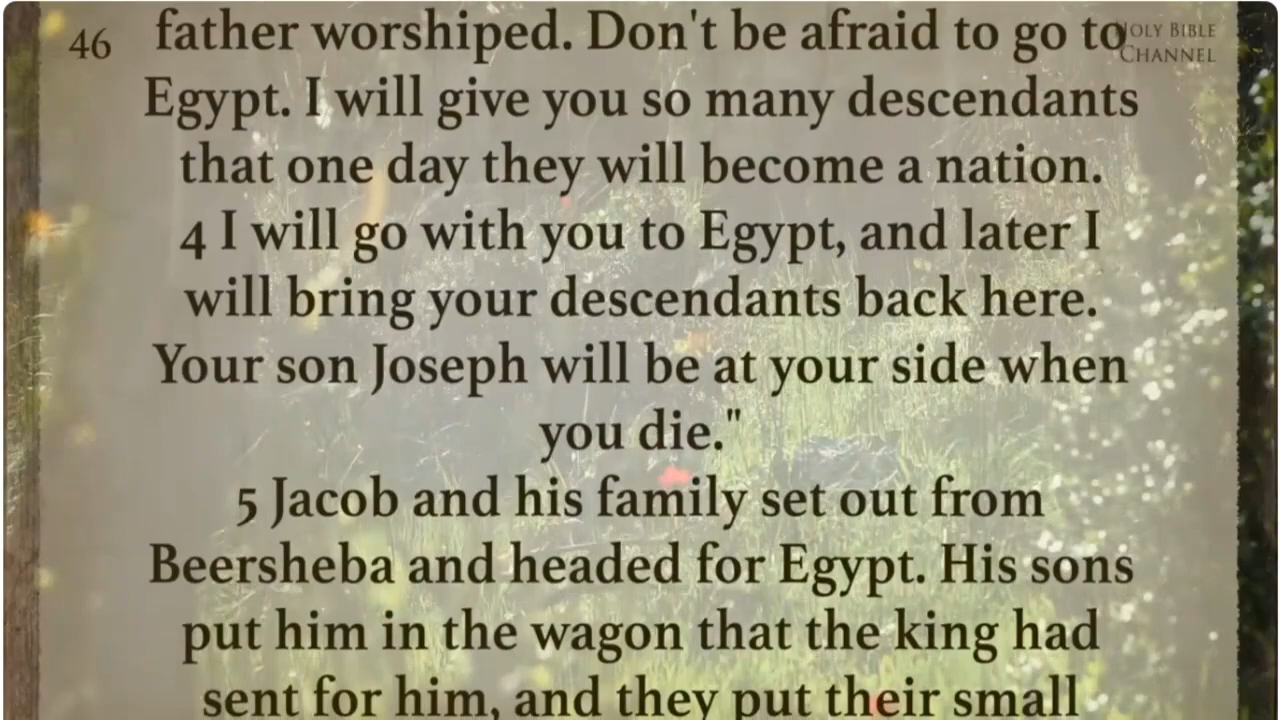 46
HOLY BIBLE
CHANNEL
father worshiped. Don't be afraid to go to
Egypt. I will give you so many descendants
that one day they will become a nation.
4 I will go with you to Egypt, and later I
will bring your descendants back here.
Your son Joseph will be at your side when
you die."
5 Jacob and his family set out from
Beersheba and headed for Egypt. His sons
put him in the wagon that the king had
sent for him, and they put their small